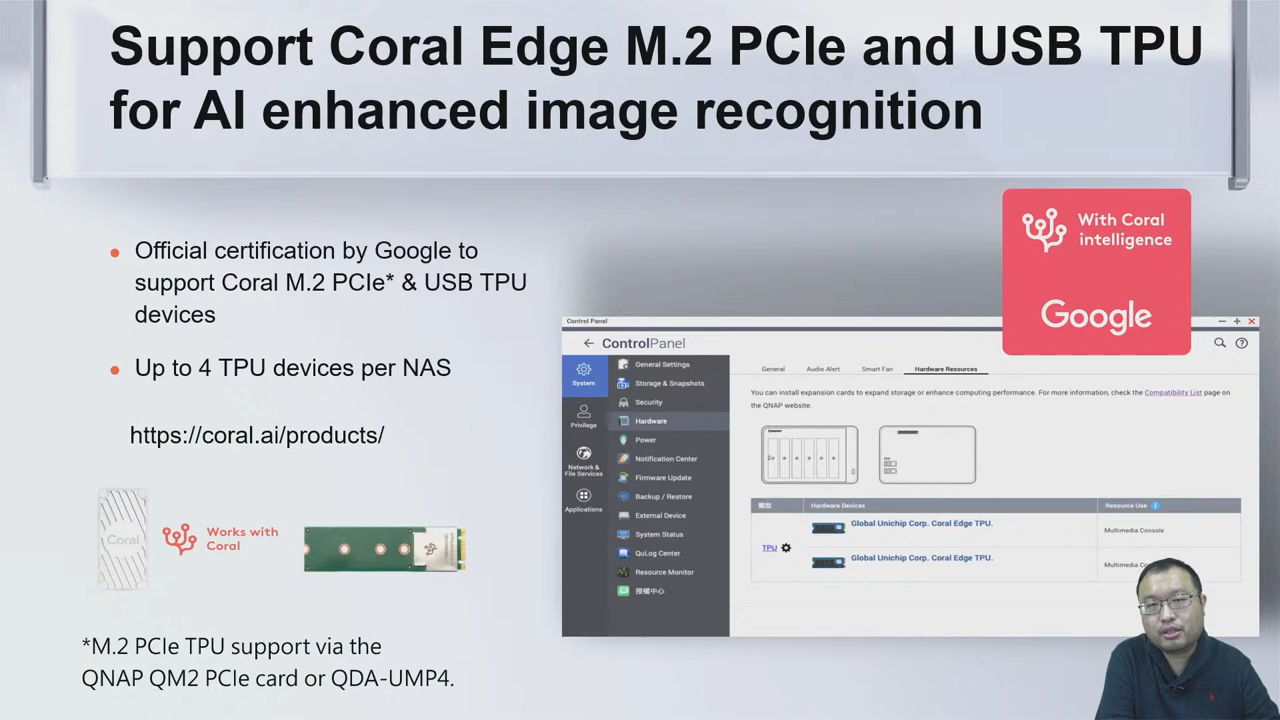 Support Coral Edge M.2 PCIe and USB TPU
for AI enhanced image recognition
With Coral
intelligence
Google
Official certification by Google to
support Coral M.2 PCIe* & USB TPU
devices
Up to 4 TPU devices per NAS
https://coral.ai/products/
Coral
Works with
Coral
*M.2 PCIe TPU support via the
QNAP QM2 PCIe card or QDA-UMP4.
Control Panel
ControlPanel
System
Privilege
Network &
File Services
Applications
General Settings
Storage & Snapshots
Security
Hardware
Power
Notification Center
Firmware Update
Backup / Restore
External Device
System Status
QuLog Center
Resource Monitor
授權中心
General Audio Alert Smart Fan Hardware Resources
You can install expansion cards to expand storage or enhance computing performance. For more information, check the Compatibility List page on
the QNAP website.
類型 Hardware Devices Resource Use
TPU
Global Unichip Corp. Coral Edge TPU.
Multimedia Console
Global Unichip Corp. Coral Edge TPU.
Multimedia